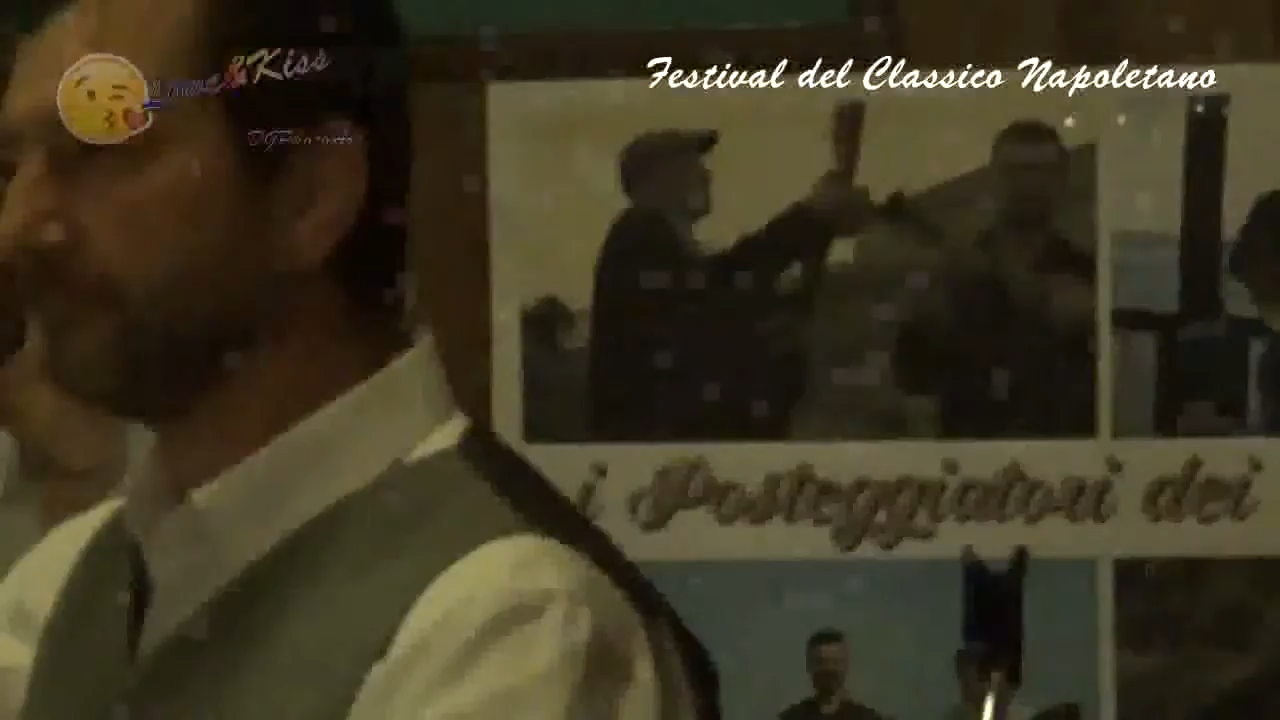 &Kiss
Festival del Classico Napoletano
i Posteggiatori dei